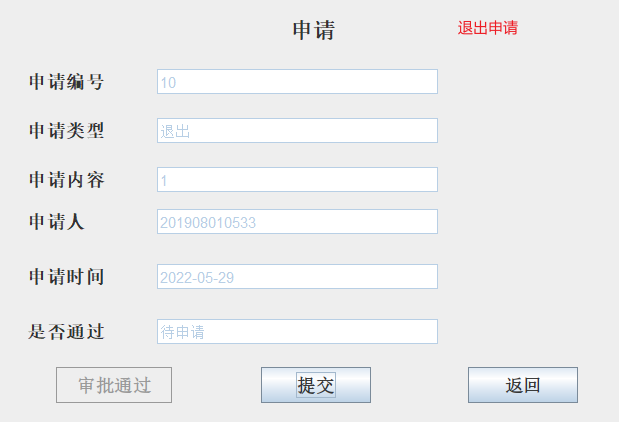 申请
退出申请
申请编号 10
申请类型 退出
申请内容 1
申请人 201908010533
申请时间 2022-05-29
是否通过 待申请
审批通过 提交 返回